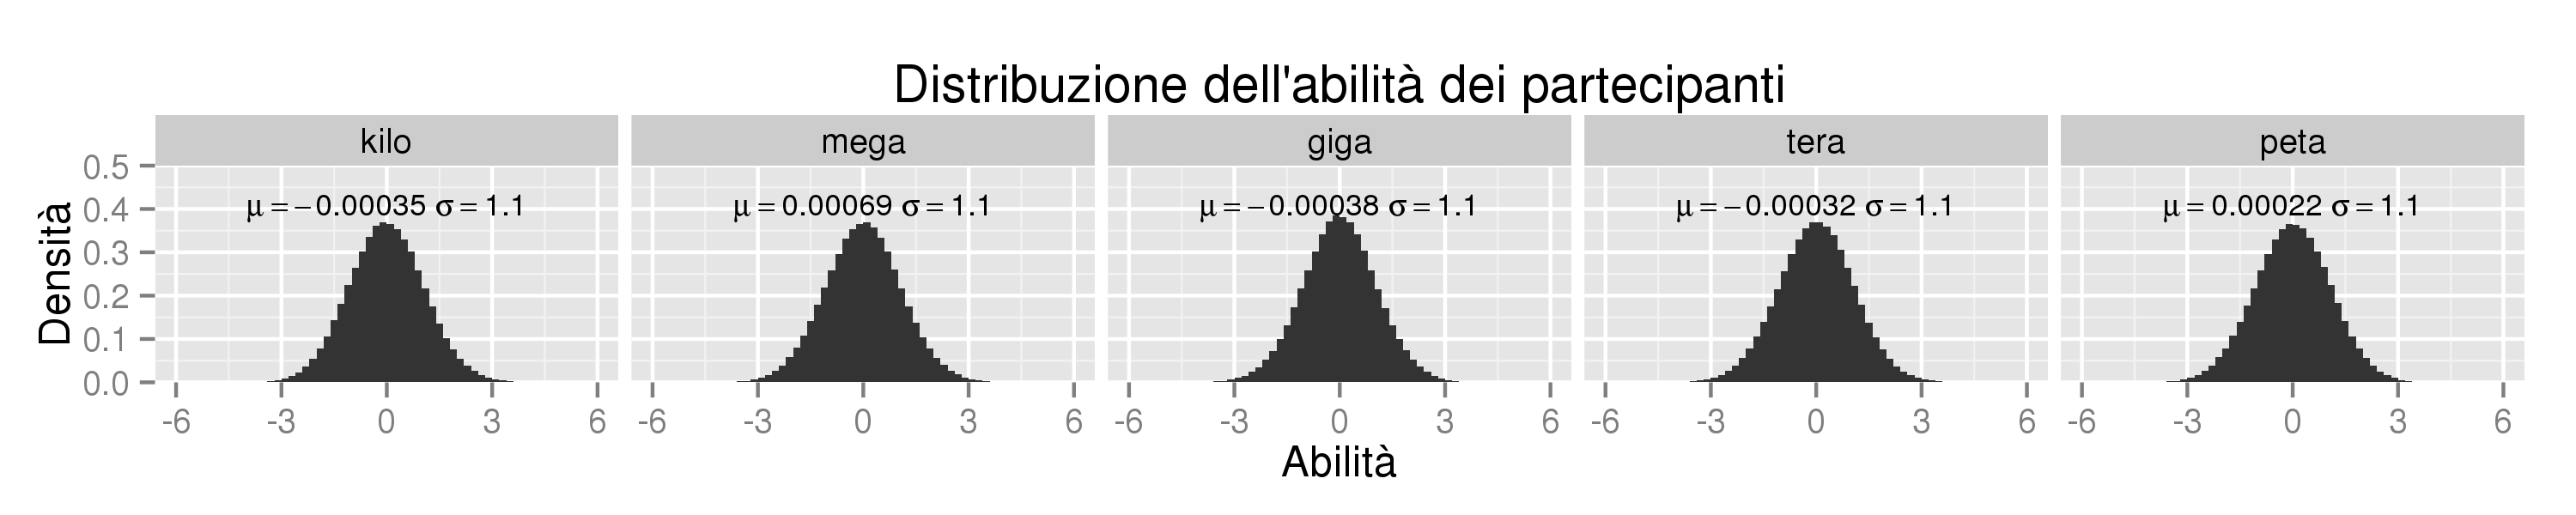 Distribuzione dell'abilità dei partecipanti
kilo mega giga tera peta
μ = −0.00035 σ = 1.1 μ = 0.00069 σ = 1.1 μ = −0.00038 σ = 1.1 μ = −0.00032 σ = 1.1 μ = 0.00022 σ = 1.1
Densità
0.5
0.4
0.3
0.2
0.1
0.0
-6 -3 0 3 6 -6 -3 0 3 6 -6 -3 0 3 6 -6 -3 0 3 6 -6 -3 0 3 6
Abilità